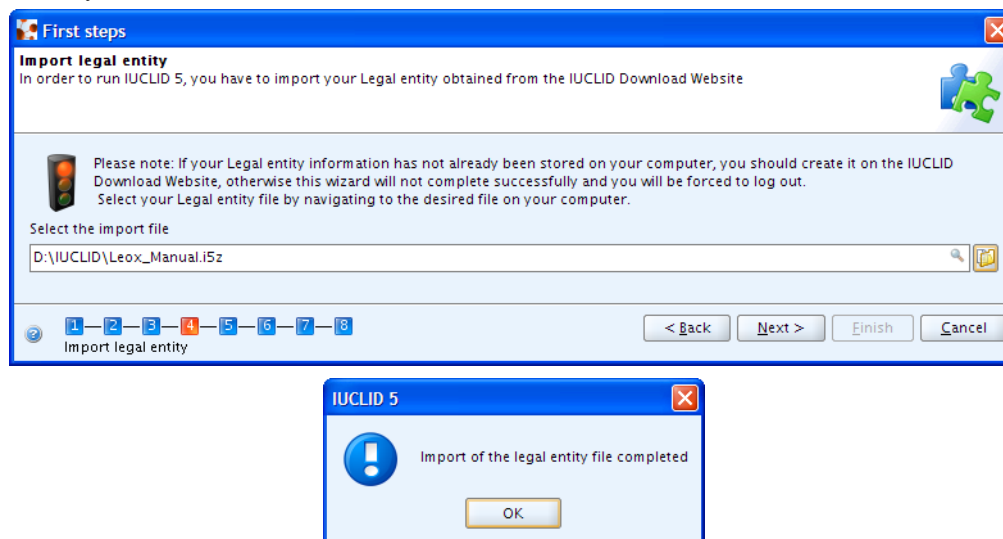 First steps
Import legal entity
In order to run IUCLID 5, you have to import your Legal entity obtained from the IUCLID Download Website
Please note: If your Legal entity information has not already been stored on your computer, you should create it on the IUCLID
Download Website, otherwise this wizard will not complete successfully and you will be forced to log out.
Select your Legal entity file by navigating to the desired file on your computer.
Select the import file
D:\IUCLID\Leox_Manual.i5z
1 2 3 4 5 6 7 8
Import legal entity
< Back Next > Finish Cancel
IUCLID 5
Import of the legal entity file completed
OK